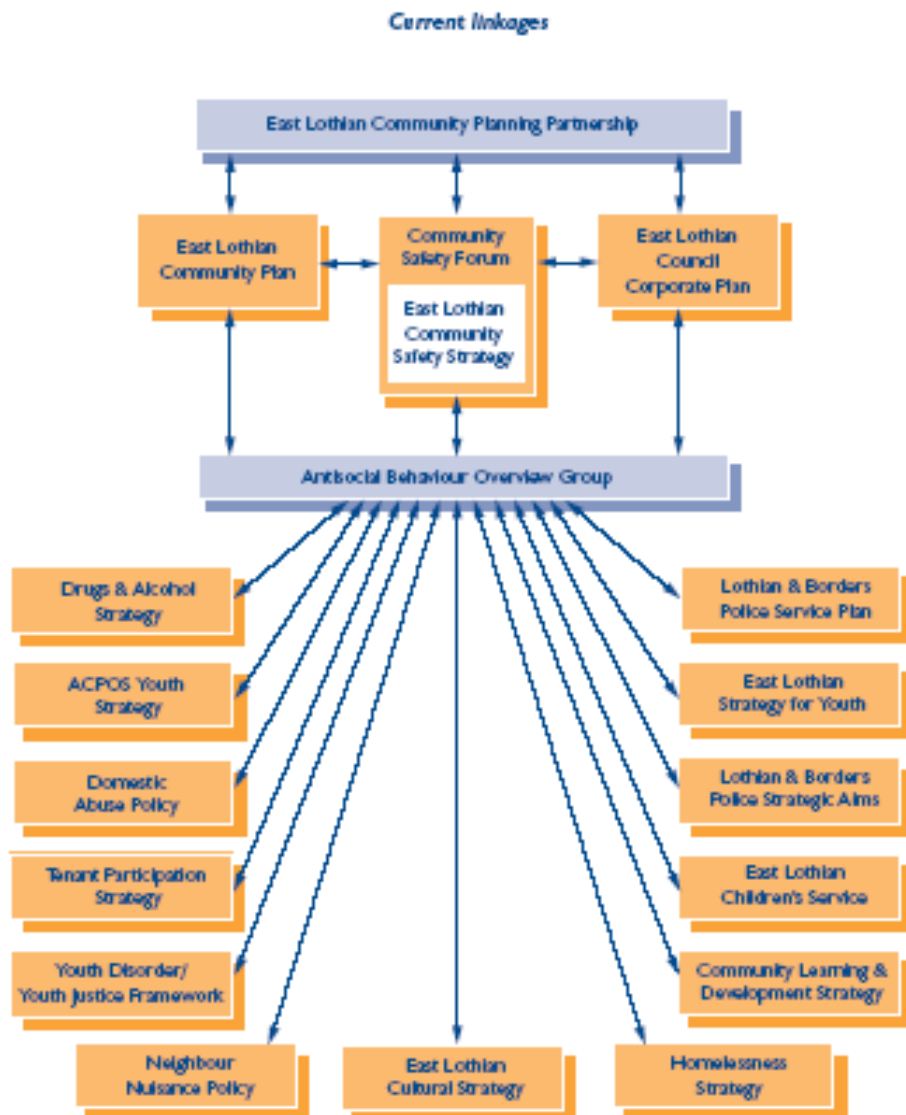 Current linkages
East Lothian Community Planning Partnership
East Lothian
Community Plan
Community
Safety Forum
East Lothian
Community
Safety Strategy
East Lothian
Council
Corporate Plan
Antisocial Behaviour Overview Group
Drugs & Alcohol
Strategy
Lothian & Borders
Police Service Plan
ACPOS Youth
Strategy
East Lothian
Strategy for Youth
Domestic
Abuse Policy
Lothian & Borders
Police Strategic Aims
Tenant Participation
Strategy
East Lothian
Children's Service
Youth Disorder/
Youth Justice Framework
Community Learning &
Development Strategy
Neighbour
Nuisance Policy
East Lothian
Cultural Strategy
Homelessness
Strategy